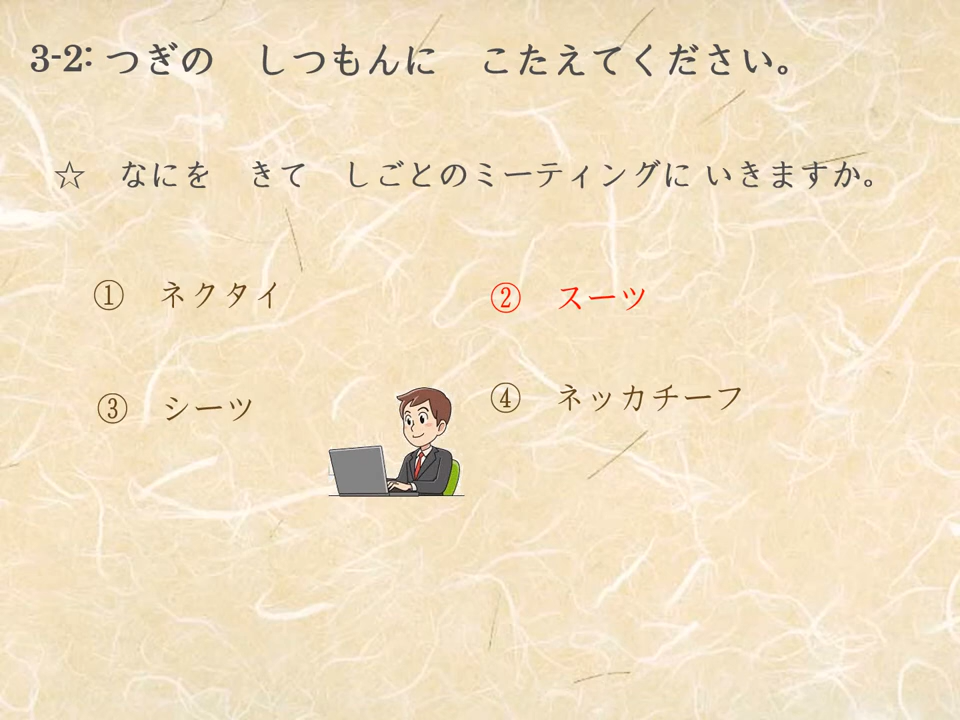 3-2: つぎの　しつもんに　こたえてください。
☆　なにを　きて　しごとのミーティングに いきますか。
①　ネクタイ
②　スーツ
③　シーツ
④　ネッカチーフ